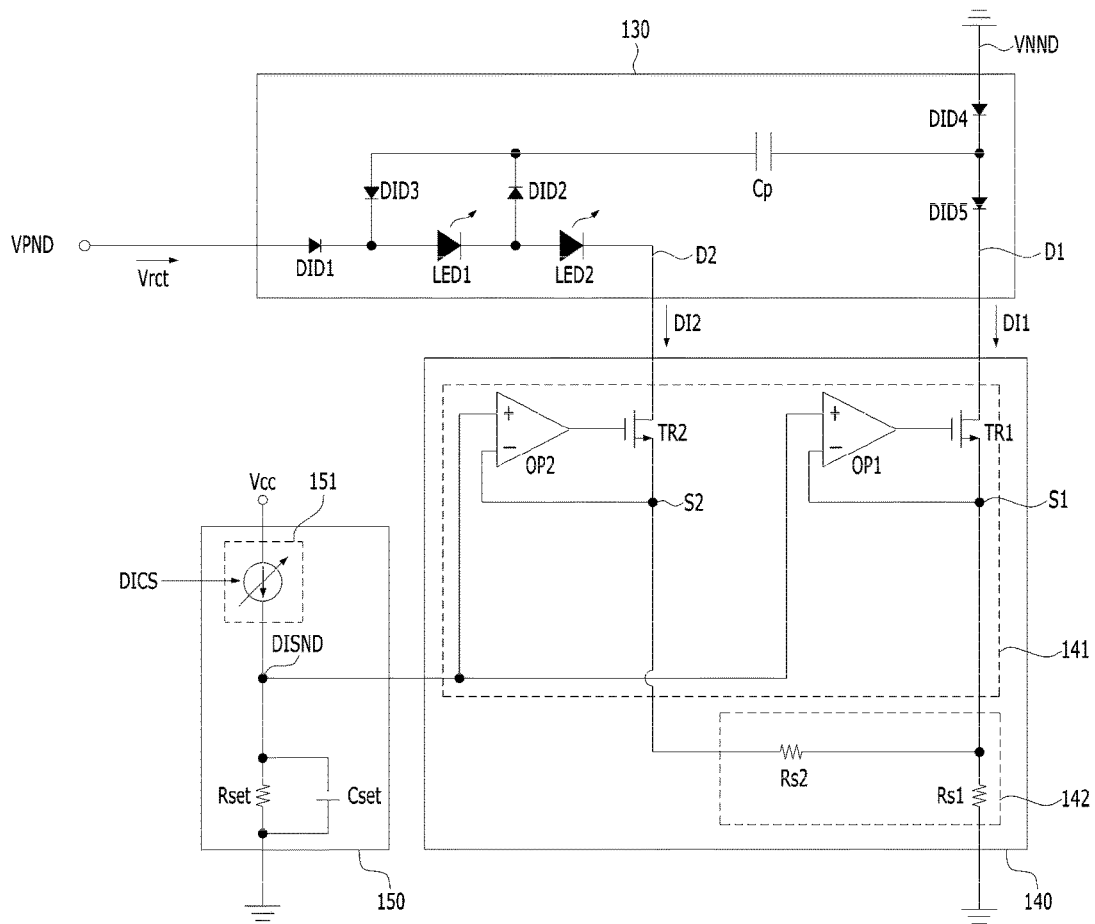 130
VNND
DID4
DID3
DID2
Cp
DID5
VPND
Vrct
DID1
LED1
LED2
D2
D1
DI2
DI1
+
−
OP2
TR2
+
−
OP1
TR1
S2
S1
Vcc
151
DICS
DISND
141
Rset
Cset
Rs2
Rs1
142
150
140